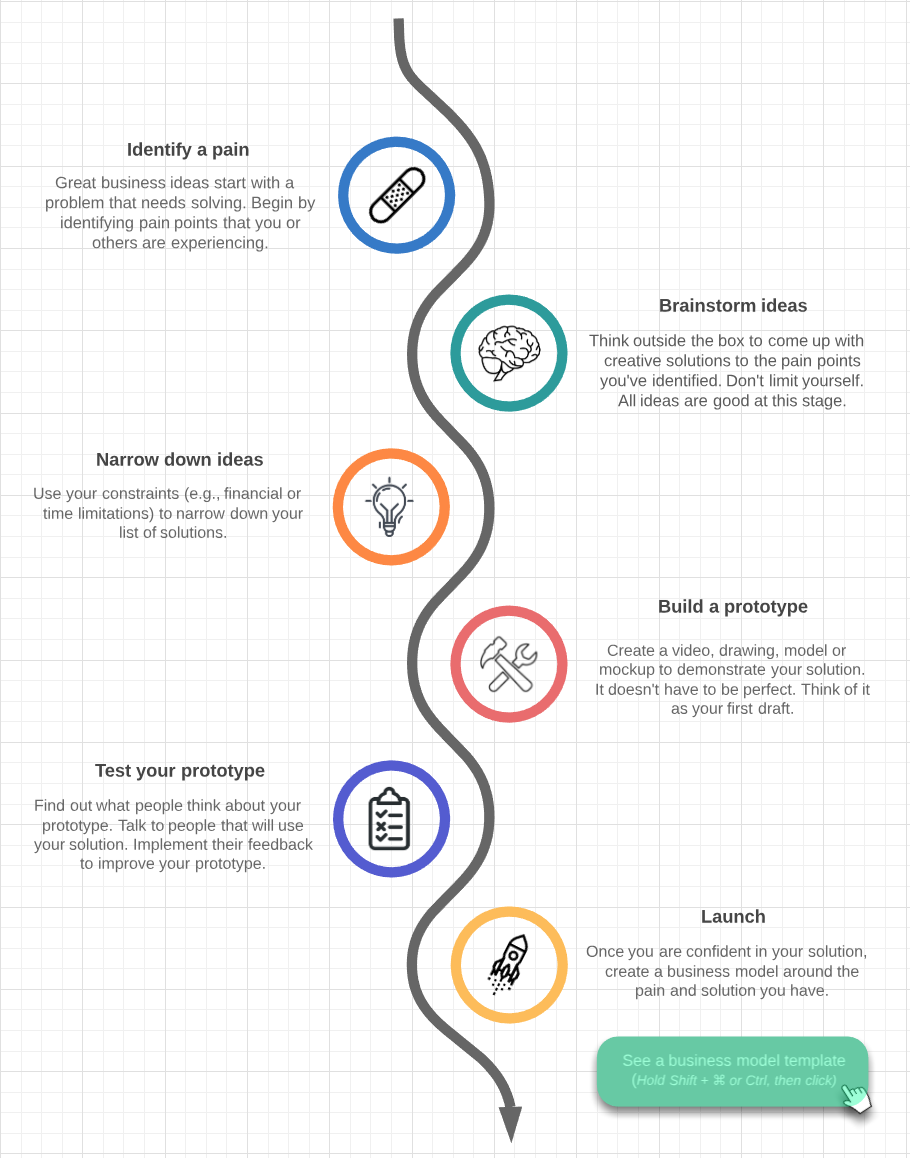 Identify a pain
Great business ideas start with a
problem that needs solving. Begin by
identifying pain points that you or
others are experiencing.
Brainstorm ideas
Think outside the box to come up with
creative solutions to the pain points
you've identified. Don't limit yourself.
All ideas are good at this stage.
Narrow down ideas
Use your constraints (e.g., financial or
time limitations) to narrow down your
list of solutions.
Build a prototype
Create a video, drawing, model or
mockup to demonstrate your solution.
It doesn't have to be perfect. Think of it
as your first draft.
Test your prototype
Find out what people think about your
prototype. Talk to people that will use
your solution. Implement their feedback
to improve your prototype.
Launch
Once you are confident in your solution,
create a business model around the
pain and solution you have.
See a business model template
(Hold Shift + ⌘ or Ctrl, then click)